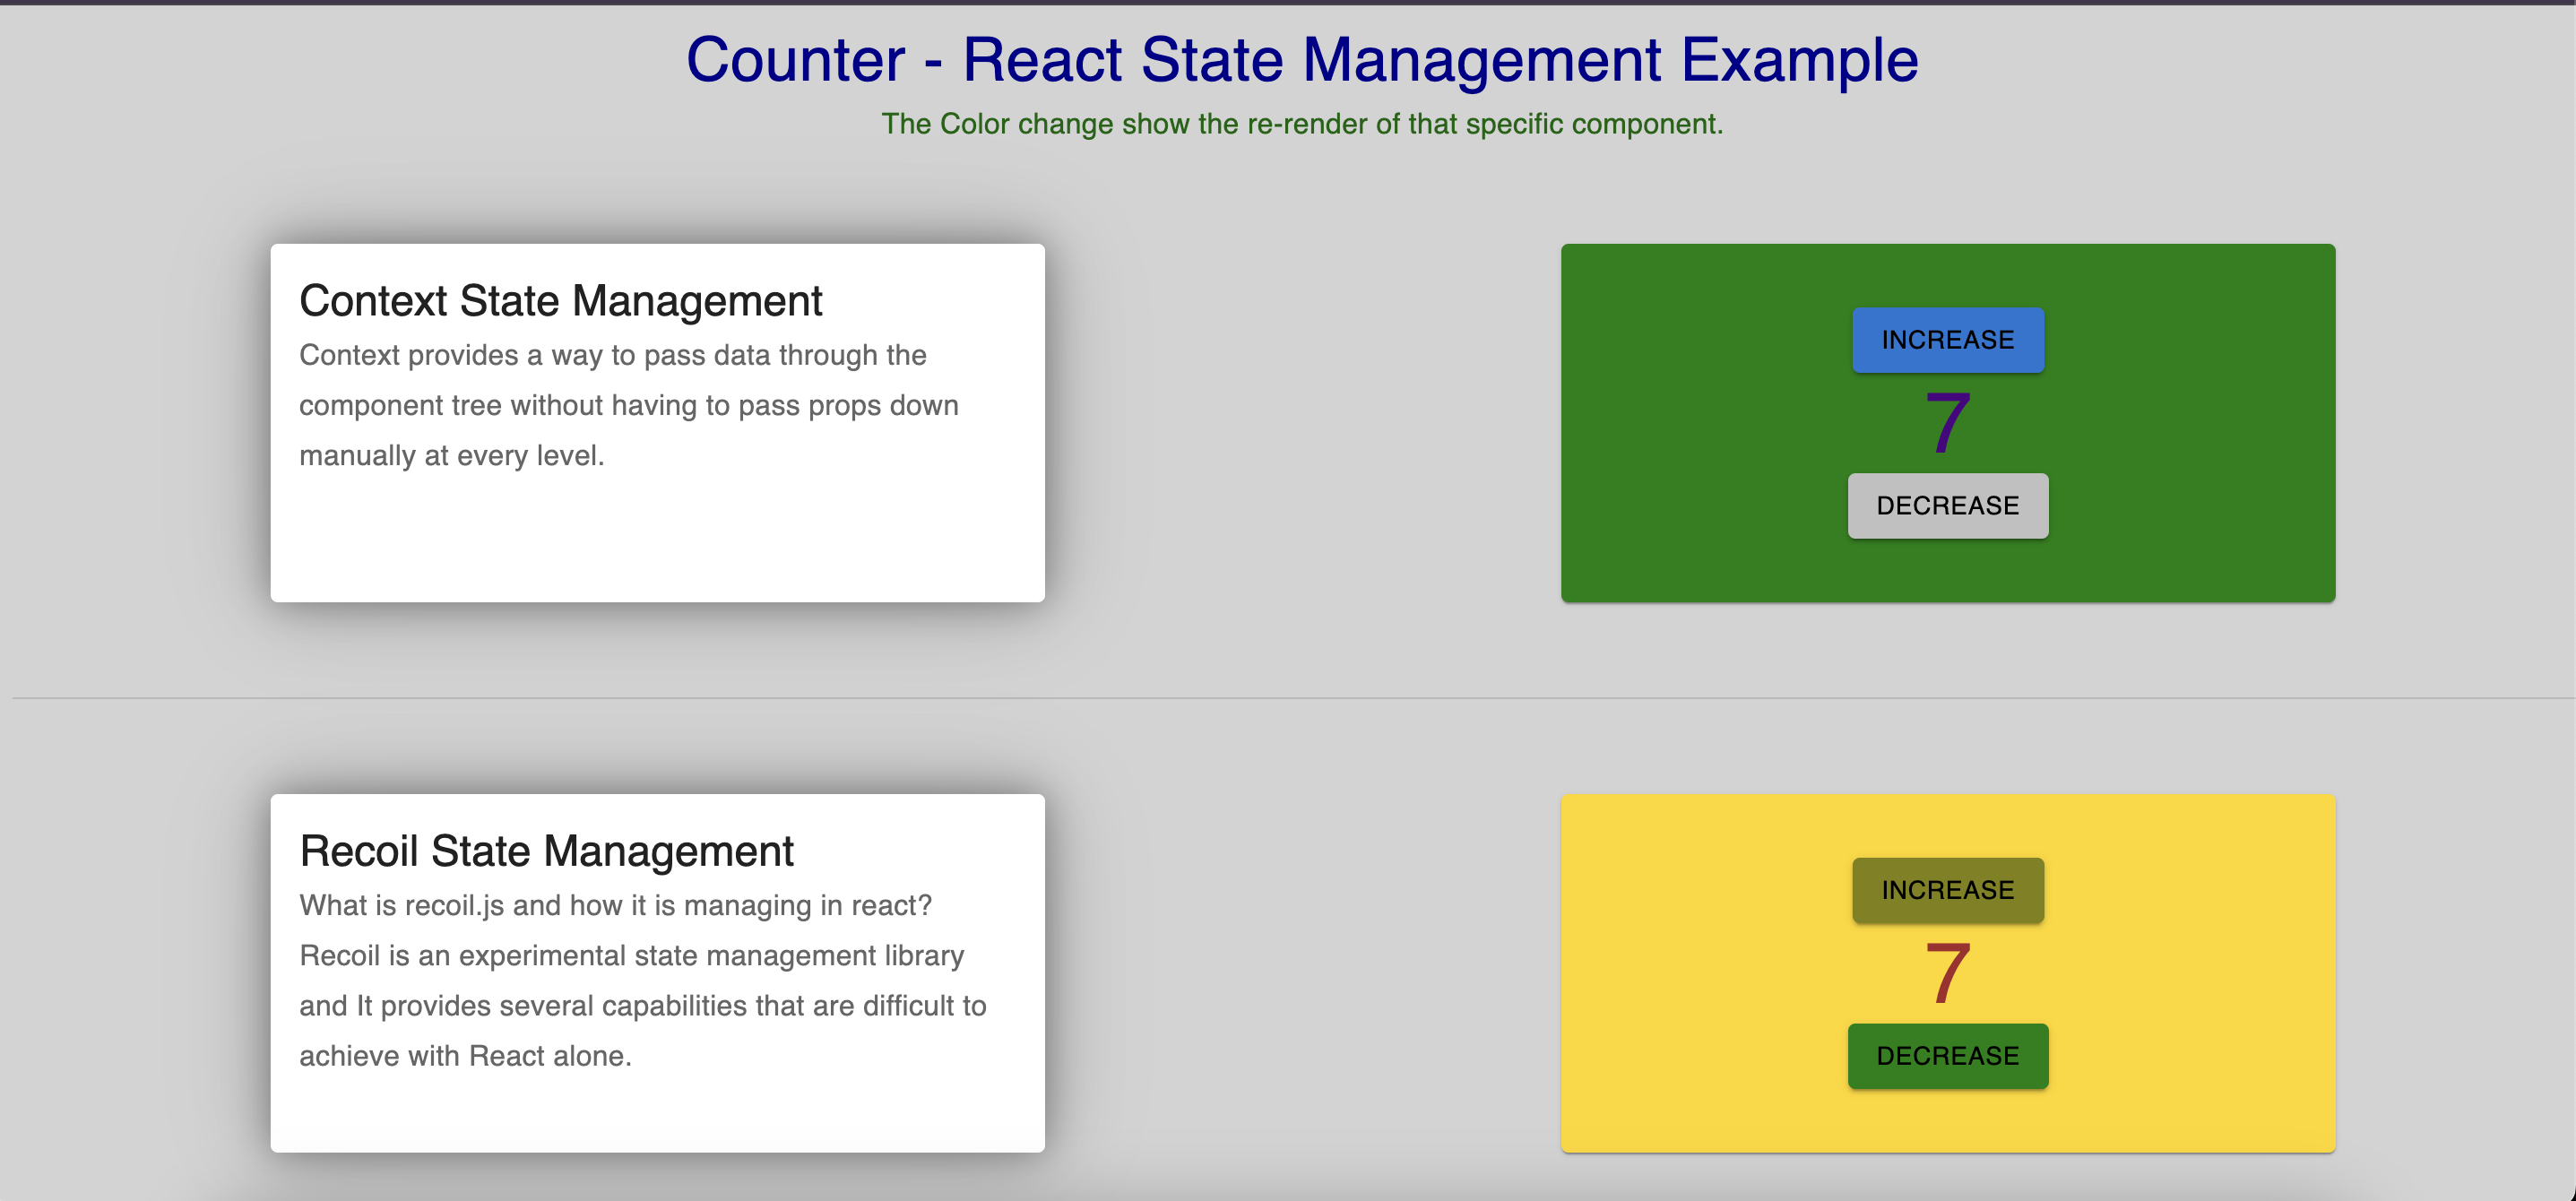 Counter - React State Management Example
The Color change show the re-render of that specific component.
Context State Management
Context provides a way to pass data through the
component tree without having to pass props down
manually at every level.
INCREASE
7
DECREASE
Recoil State Management
What is recoil.js and how it is managing in react?
Recoil is an experimental state management library
and It provides several capabilities that are difficult to
achieve with React alone.
INCREASE
7
DECREASE